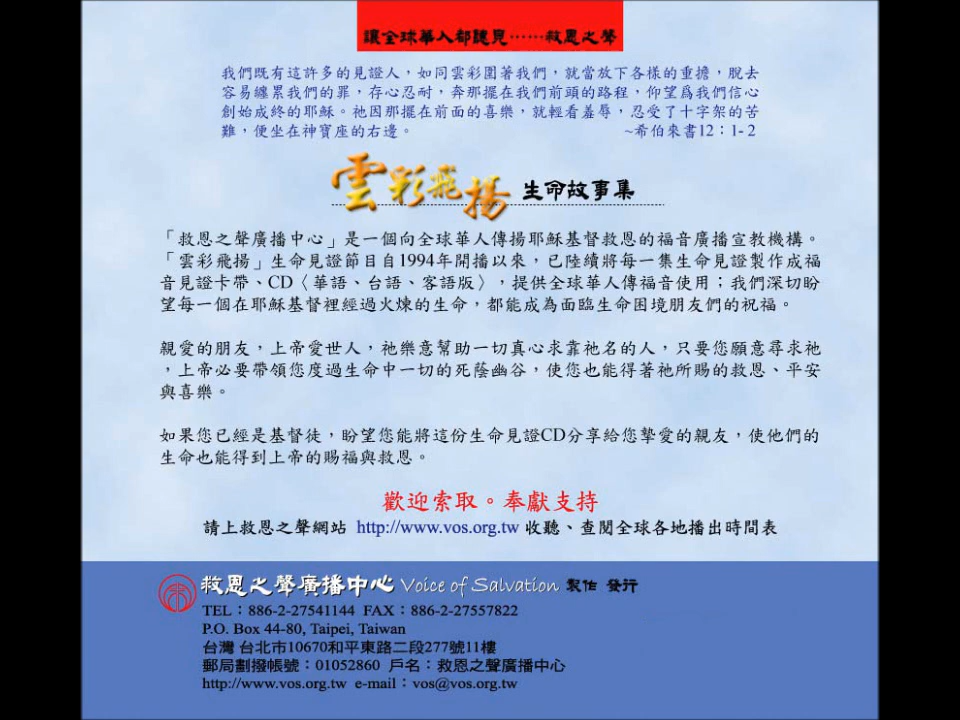 讓全球華人都聽見……救恩之聲
我們既有這許多的見證人，如同雲彩圍著我們，就當放下各樣的重擔，脫去
容易纏累我們的罪，存心忍耐，奔那擺在我們前頭的路程，仰望爲我們信心
創始成終的耶穌。祂因那擺在前面的喜樂，就輕看羞辱，忍受了十字架的苦
難，便坐在神寶座的右邊。 ~希伯來書12：1-2
雲彩飛揚 生命故事集
「救恩之聲廣播中心」是一個向全球華人傳揚耶穌基督救恩的福音廣播宣教機構。
「雲彩飛揚」生命見證節目自1994年開播以來，已陸續將每一集生命見證製作成福
音見證卡帶、CD〈華語、台語、客語版〉，提供全球華人傳福音使用；我們深切盼
望每一個在耶穌基督裡經過火煉的生命，都能成為面臨生命困境朋友們的祝福。
親愛的朋友，上帝愛世人，祂樂意幫助一切真心求靠祂名的人，只要您願意尋求祂
，上帝必要帶領您度過生命中一切的死蔭幽谷，使您也能得著祂所賜的救恩、平安
與喜樂。
如果您已經是基督徒，盼望您能將這份生命見證CD分享給您摯愛的親友，使他們的
生命也能得到上帝的賜福與救恩。
歡迎索取。奉獻支持
請上救恩之聲網站 http://www.vos.org.tw 收聽、查閱全球各地播出時間表
救恩之聲廣播中心 Voice of Salvation 製作 發行
TEL：886-2-27541144 FAX：886-2-27557822
P.O. Box 44-80, Taipei, Taiwan
台灣 台北市10670和平東路二段277號11樓
郵局劃撥帳號：01052860 戶名：救恩之聲廣播中心
http://www.vos.org.tw e-mail：vos@vos.org.tw